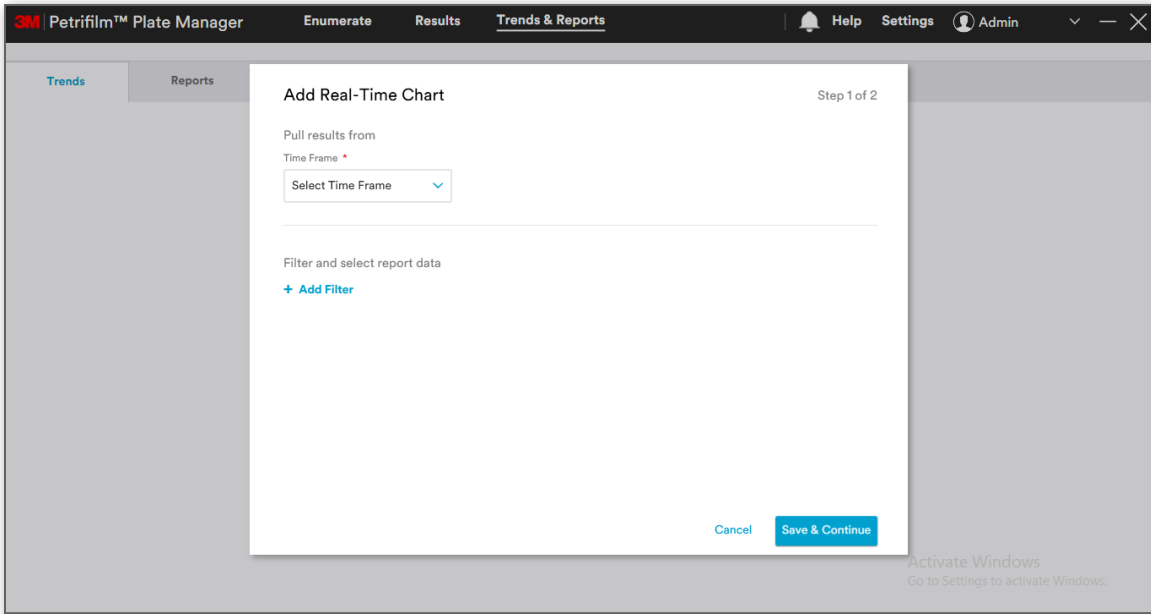 3M Petrifilm™ Plate Manager Enumerate Results Trends & Reports Help Settings Admin
Trends Reports
Add Real-Time Chart Step 1 of 2
Pull results from
Time Frame *
Select Time Frame
Filter and select report data
+ Add Filter
Cancel Save & Continue
Activate Windows
Go to Settings to activate Windows.